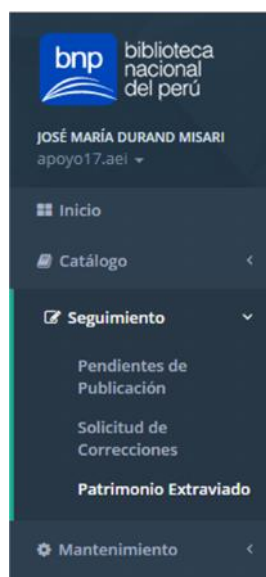 bnp
biblioteca
nacional
del perú
JOSÉ MARÍA DURAND MISARI
apoyo17.aei
Inicio
Catálogo
Seguimiento
Pendientes de
Publicación
Solicitud de
Correcciones
Patrimonio Extraviado
Mantenimiento